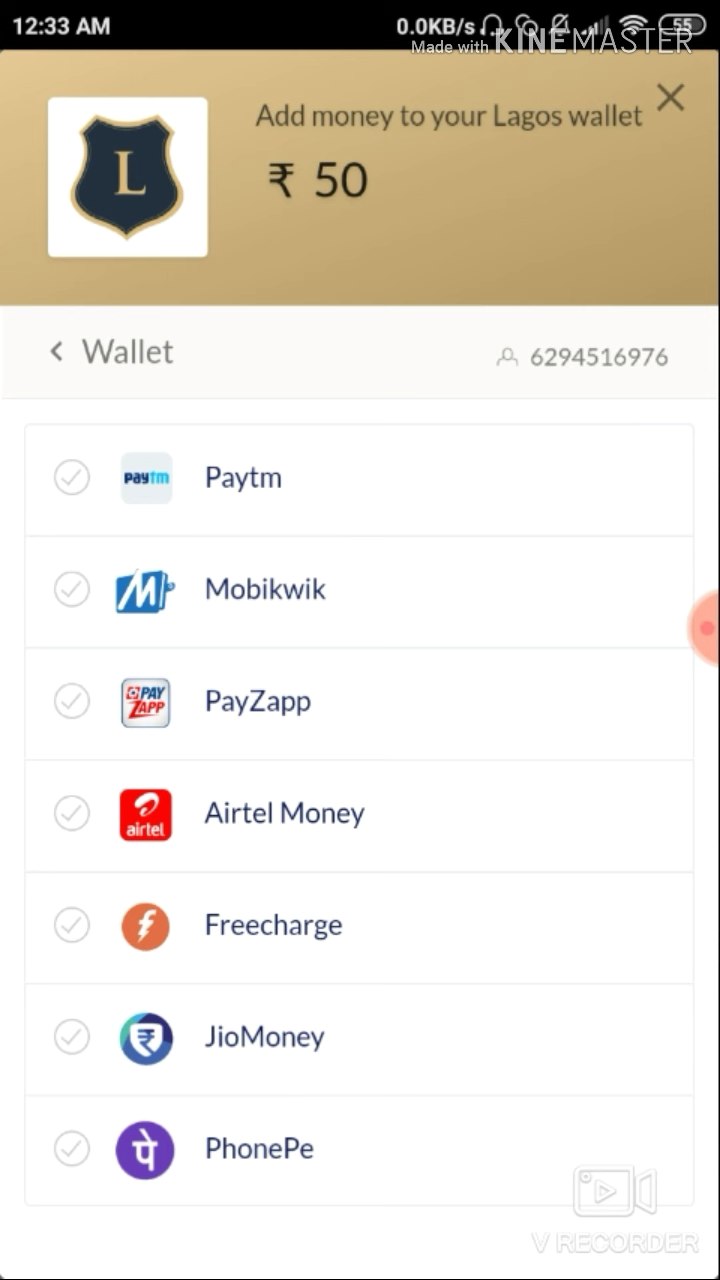 12:33 AM
0.0KB/s
55
Made with KINEMASTER
Add money to your Lagos wallet
₹ 50
L
Wallet
6294516976
paytm
Paytm
M
Mobikwik
PAY
ZAPP
PayZapp
airtel
Airtel Money
f
Freecharge
₹
JioMoney
पे
PhonePe
V RECORDER